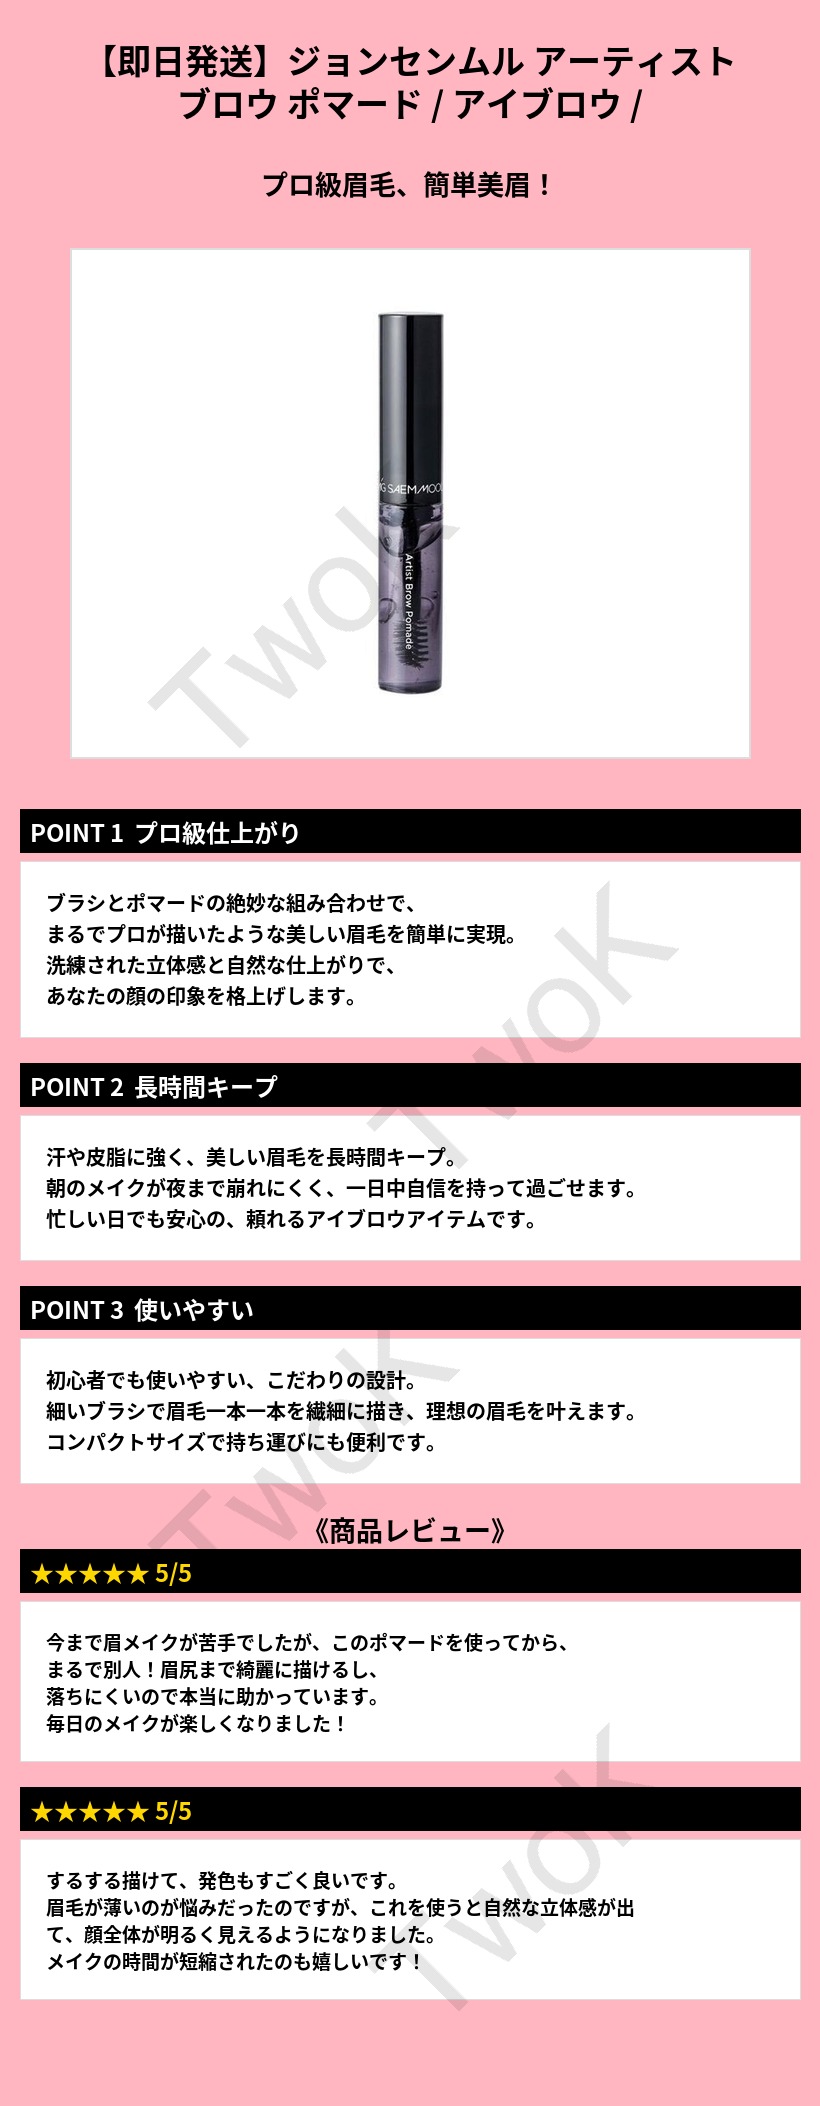 【即日発送】ジョンセンムル アーティスト
ブロウ ポマード / アイブロウ /
プロ級眉毛、簡単美眉！
TwoK
SAEMMOO
Artist Brow Pomade
POINT 1 プロ級仕上がり
ブラシとポマードの絶妙な組み合わせで、
まるでプロが描いたような美しい眉毛を簡単に実現。
洗練された立体感と自然な仕上がりで、
あなたの顔の印象を格上げします。
TwoK
POINT 2 長時間キープ
汗や皮脂に強く、美しい眉毛を長時間キープ。
朝のメイクが夜まで崩れにくく、一日中自信を持って過ごせます。
忙しい日でも安心の、頼れるアイブロウアイテムです。
POINT 3 使いやすい
初心者でも使いやすい、こだわりの設計。
細いブラシで眉毛一本一本を繊細に描き、理想の眉毛を叶えます。
コンパクトサイズで持ち運びにも便利です。
TwoK
《商品レビュー》
★★★★★ 5/5
今まで眉メイクが苦手でしたが、このポマードを使ってから、
まるで別人！眉尻まで綺麗に描けるし、
落ちにくいので本当に助かっています。
毎日のメイクが楽しくなりました！
★★★★★ 5/5
するする描けて、発色もすごく良いです。
眉毛が薄いのが悩みだったのですが、これを使うと自然な立体感が出
て、顔全体が明るく見えるようになりました。
メイクの時間が短縮されたのも嬉しいです！
TwoK